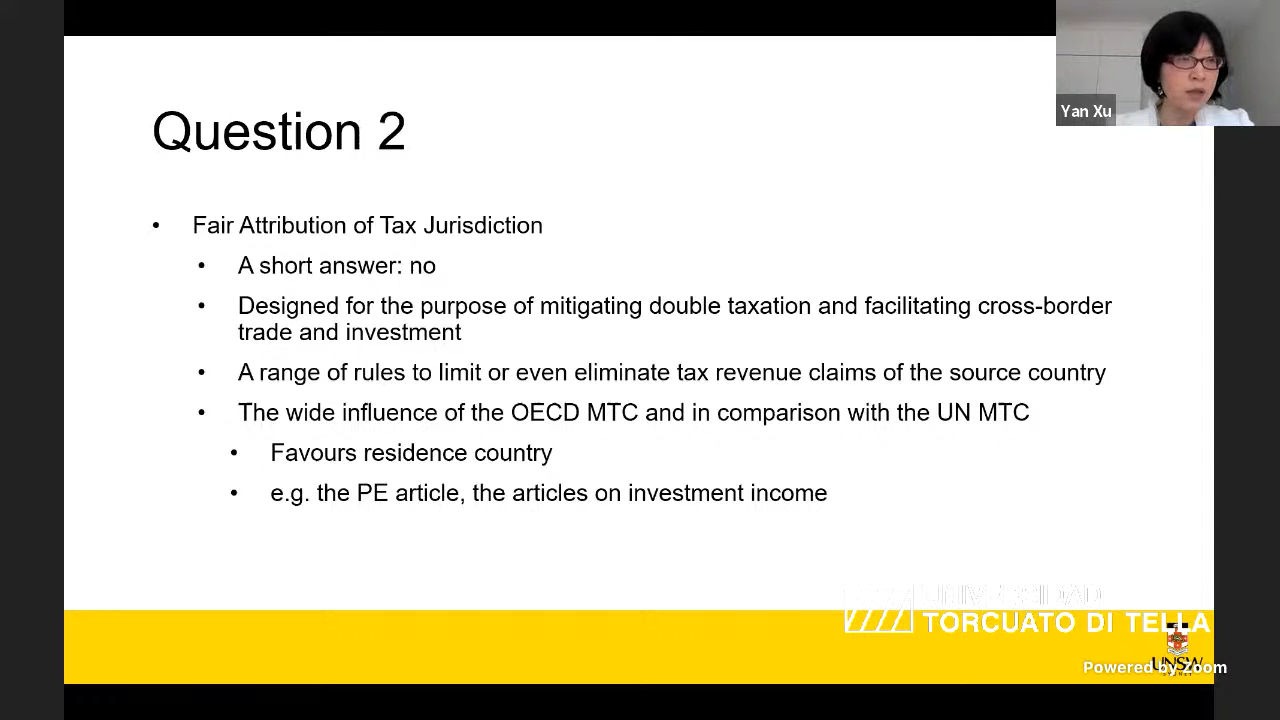 Yan Xu
Question 2
• Fair Attribution of Tax Jurisdiction
• A short answer: no
• Designed for the purpose of mitigating double taxation and facilitating cross-border
trade and investment
• A range of rules to limit or even eliminate tax revenue claims of the source country
• The wide influence of the OECD MTC and in comparison with the UN MTC
• Favours residence country
• e.g. the PE article, the articles on investment income
UNIVERSIDAD
TORCUATO DI TELLA
UNSW
Powered by Zoom